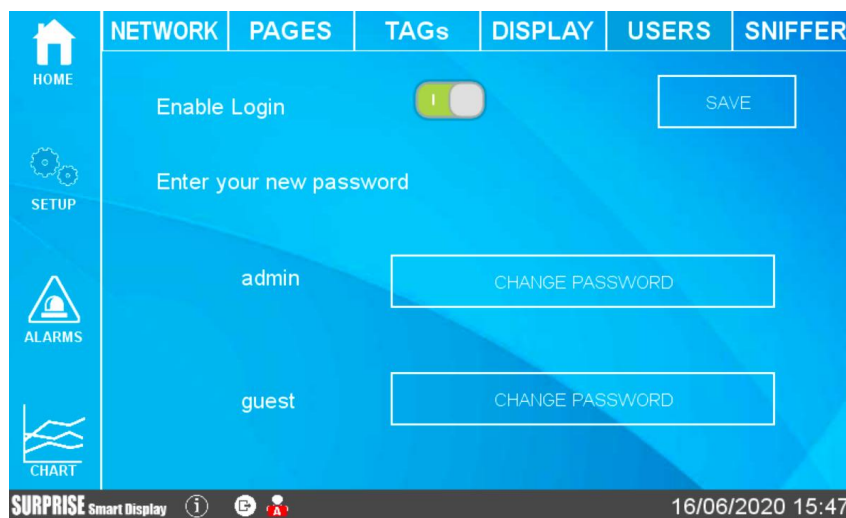 NETWORK PAGES TAGs DISPLAY USERS SNIFFER
HOME
Enable Login I SAVE
SETUP
Enter your new password
admin CHANGE PASSWORD
ALARMS
guest CHANGE PASSWORD
CHART
SURPRISE Smart Display i A 16/06/2020 15:47